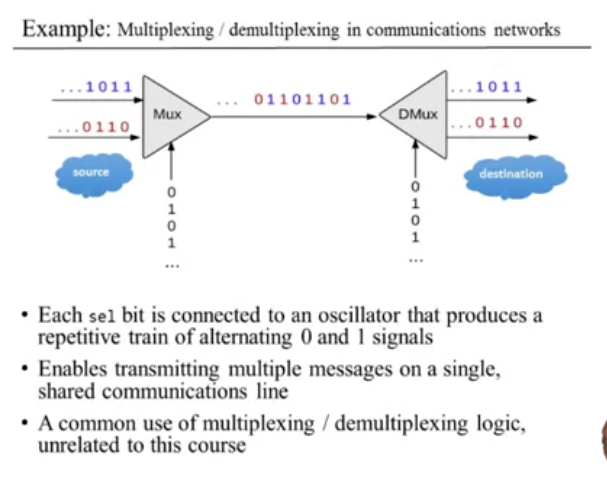 Example: Multiplexing / demultiplexing in communications networks
...1011
...0110
Mux
source
0
1
0
1
...
... 01101101
DMux
...1011
...0110
destination
0
1
0
1
...
• Each sel bit is connected to an oscillator that produces a
repetitive train of alternating 0 and 1 signals
• Enables transmitting multiple messages on a single,
shared communications line
• A common use of multiplexing / demultiplexing logic,
unrelated to this course